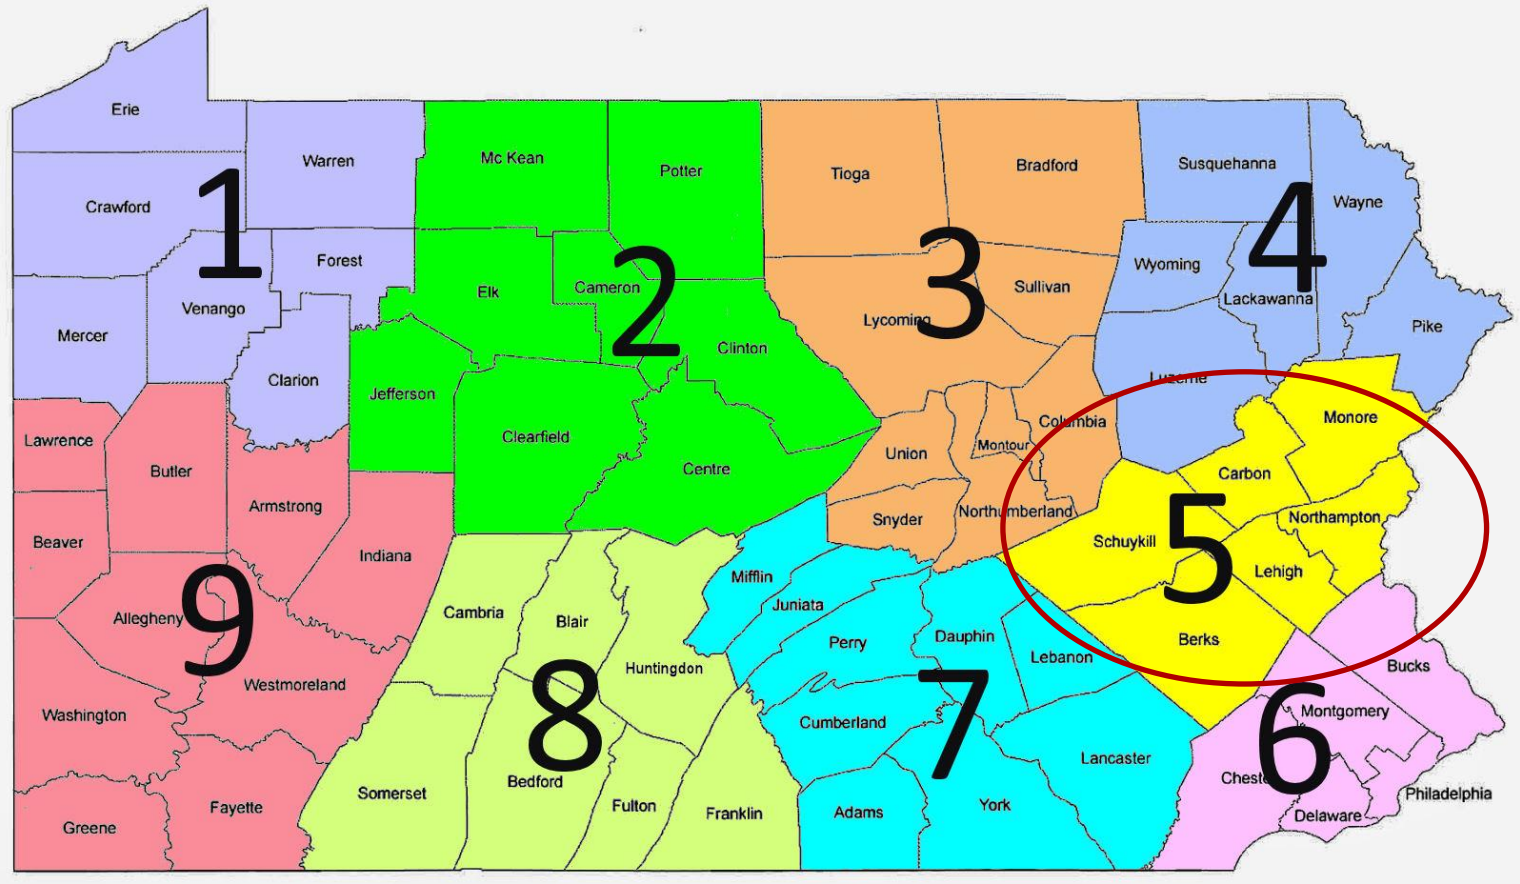 Erie
Warren
Mc Kean
Potter
Tioga
Bradford
Susquehanna
Wayne
Crawford
1
Forest
Elk
Cameron
2
3
Sullivan
Wyoming
4
Lackawanna
Venango
Mercer
Lycoming
Pike
Clinton
Clarion
Jefferson
Luzerne
Monore
Lawrence
Butler
Clearfield
Centre
Union
Montour
Columbia
Carbon
Armstrong
Snyder
Northumberland
Northampton
Beaver
Indiana
Schuykill
5
Lehigh
Mifflin
Juniata
Allegheny
9
Cambria
Blair
Perry
Dauphin
Lebanon
Berks
Huntingdon
Bucks
Westmoreland
Washington
8
Cumberland
7
Montgomery
6
Lancaster
Bedford
Chest
Somerset
Fulton
Franklin
Adams
York
Philadelphia
Delaware
Fayette
Greene